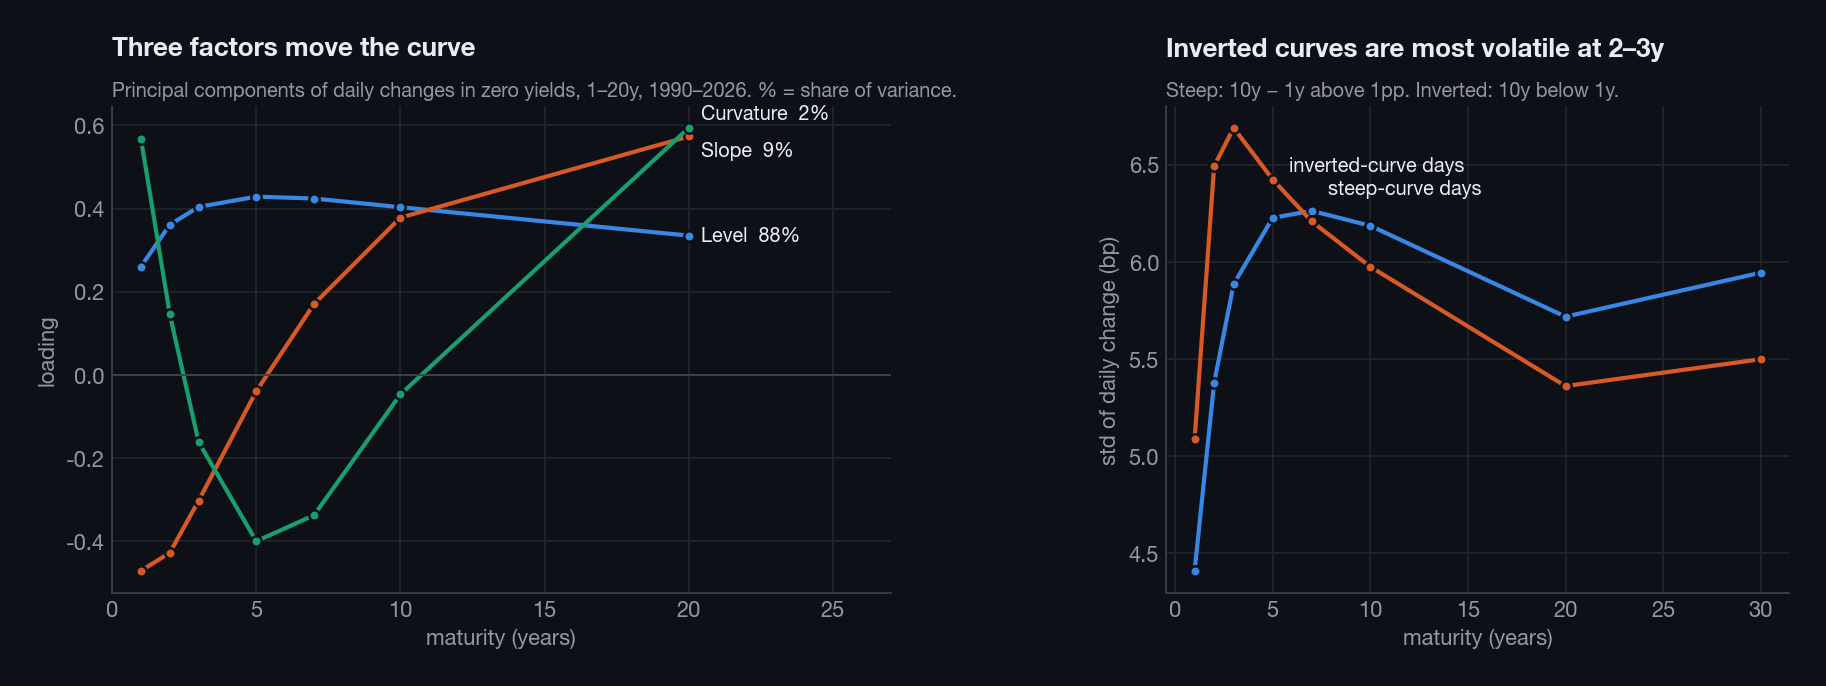 Three factors move the curve
Principal components of daily changes in zero yields, 1–20y, 1990–2026. % = share of variance.
Curvature 2%
Slope 9%
Level 88%
0.6
0.4
0.2
0.0
-0.2
-0.4
loading
0
5
10
15
20
25
maturity (years)
Inverted curves are most volatile at 2–3y
Steep: 10y – 1y above 1pp. Inverted: 10y below 1y.
inverted-curve days
steep-curve days
6.5
6.0
5.5
5.0
4.5
std of daily change (bp)
0
5
10
15
20
25
30
maturity (years)